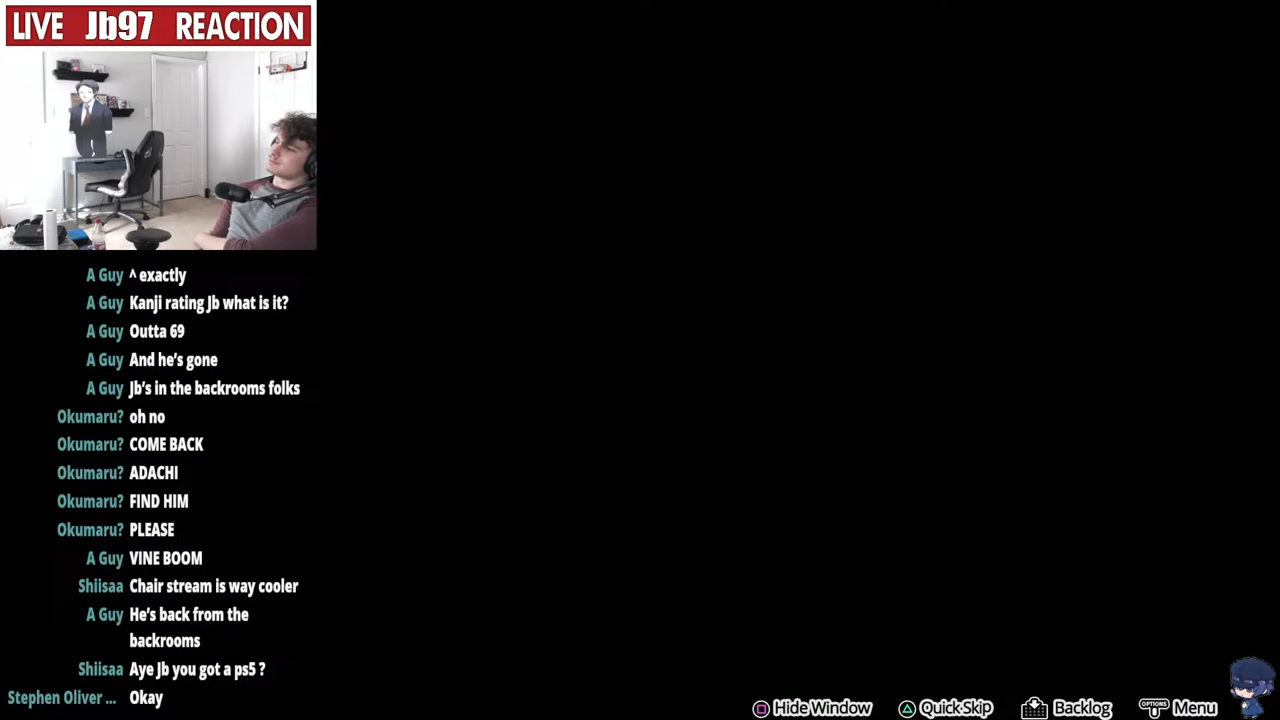 LIVE Jb97 REACTION
A Guy ^ exactly
A Guy Kanji rating Jb what is it?
A Guy Outta 69
A Guy And he's gone
A Guy Jb's in the backrooms folks
Okumaru? oh no
Okumaru? COME BACK
Okumaru? ADACHI
Okumaru? FIND HIM
Okumaru? PLEASE
A Guy VINE BOOM
Shiisaa Chair stream is way cooler
A Guy He's back from the
backrooms
Shiisaa Aye Jb you got a ps5 ?
Stephen Oliver ... Okay
Hide Window Quick Skip Backlog OPTIONS Menu